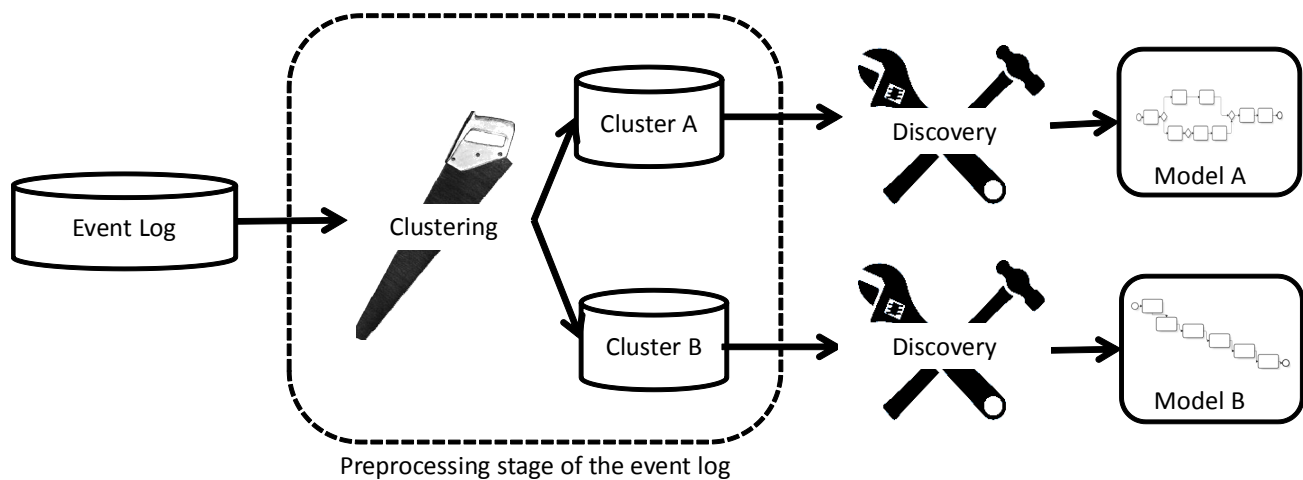 Event Log
Clustering
Cluster A
Cluster B
Discovery
Discovery
Model A
Model B
Preprocessing stage of the event log